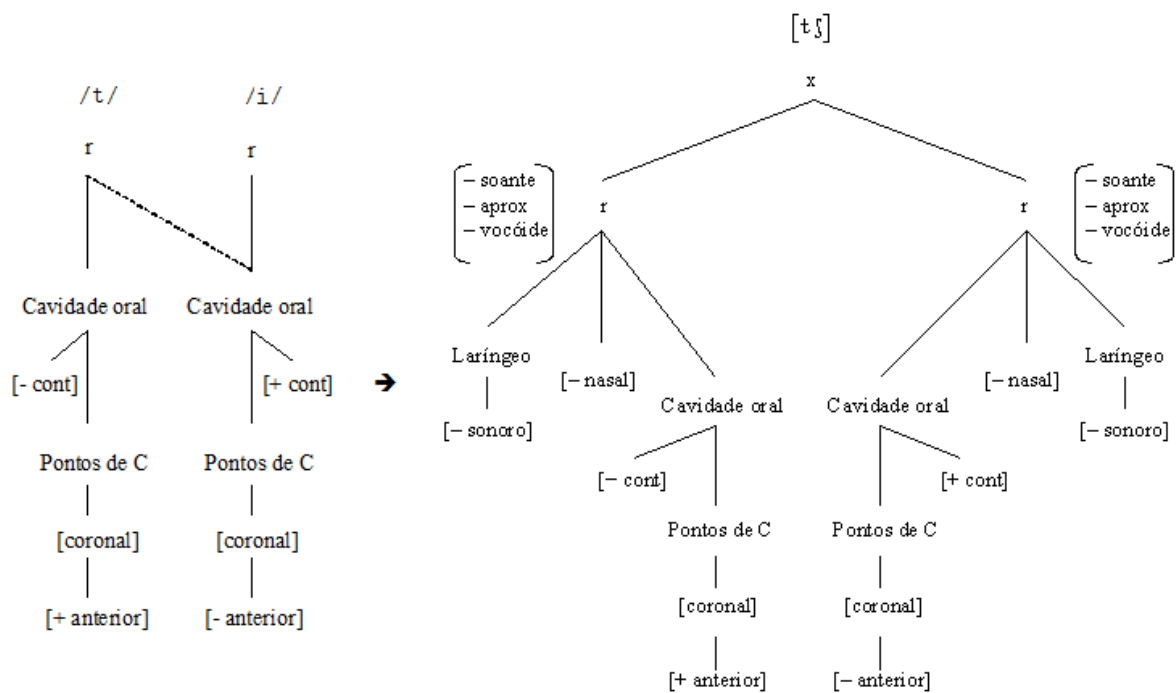 /t/ /i/
r r
Cavidade oral Cavidade oral
[- cont] [+ cont]
Pontos de C Pontos de C
[coronal] [coronal]
[+ anterior] [- anterior]
➔
[tʃ]
x
– soante
– aprox
– vocóide
r r
– soante
– aprox
– vocóide
Laríngeo [– nasal] [– nasal] Laríngeo
[– sonoro] Cavidade oral Cavidade oral [– sonoro]
[– cont] [+ cont]
Pontos de C Pontos de C
[coronal] [coronal]
[+ anterior] [– anterior]